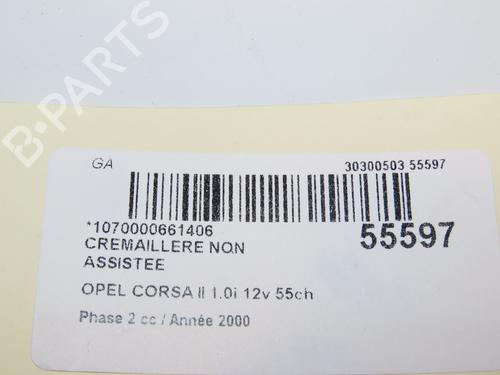 B-PARTS
GA
30300503 55597
*1070000661406
55597
CREMAILLERE NON
ASSISTEE
OPEL CORSA II 1.0i 12v 55ch
Phase 2 cc / Année 2000